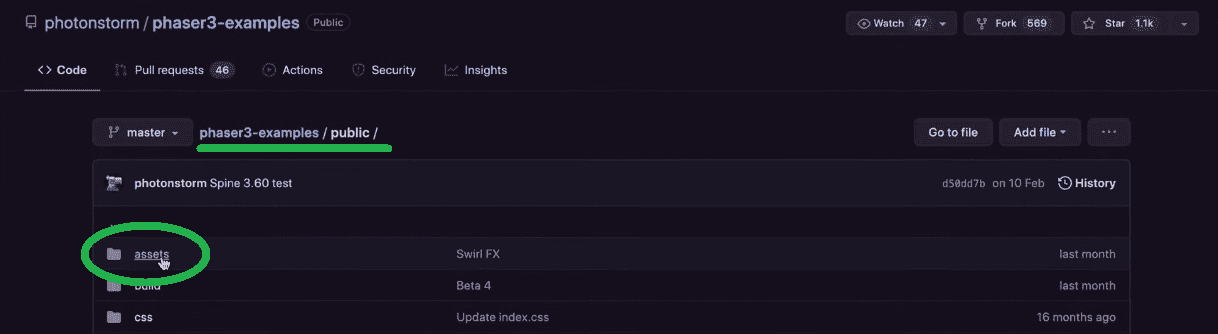 photonstorm / phaser3-examples Public
Watch 47 Fork 569 Star 1.1k
Code Pull requests 46 Actions Security Insights
master phaser3-examples / public / Go to file Add file ...
photonstorm Spine 3.60 test d50dd7b on 10 Feb History
assets Swirl FX last month
build Beta 4 last month
css Update index.css 16 months ago